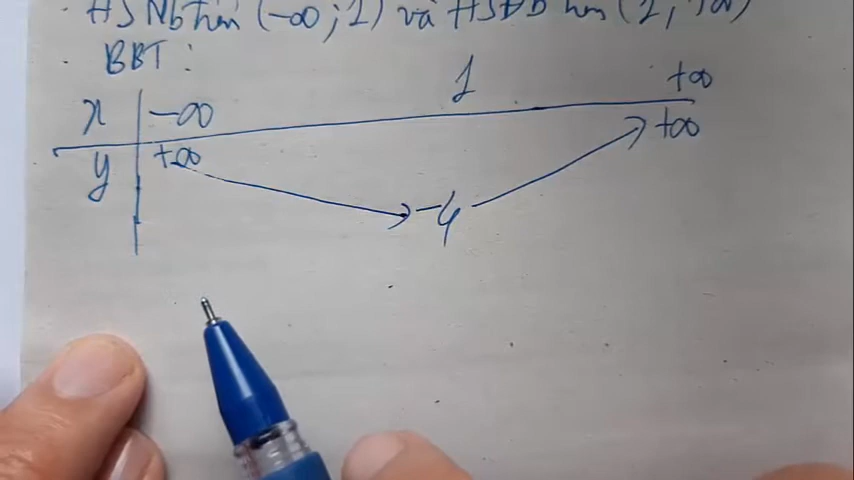 . HSNb trên (-∞; 1) và HSĐB trên (1; +∞)
. BBT:
x -∞ 1 +∞
y +∞ -4 +∞